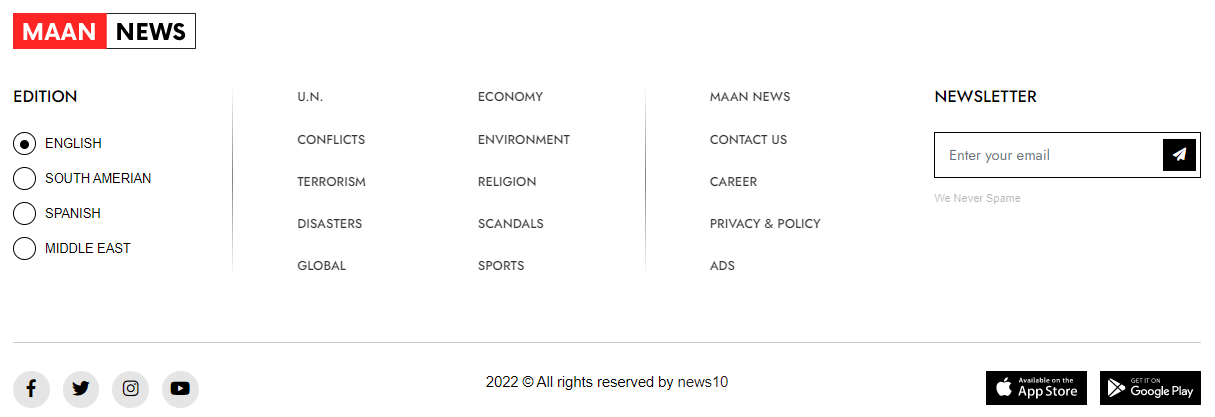 MAAN NEWS
EDITION
ENGLISH
SOUTH AMERIAN
SPANISH
MIDDLE EAST
U.N.
CONFLICTS
TERRORISM
DISASTERS
GLOBAL
ECONOMY
ENVIRONMENT
RELIGION
SCANDALS
SPORTS
MAAN NEWS
CONTACT US
CAREER
PRIVACY & POLICY
ADS
NEWSLETTER
Enter your email
We Never Spame
2022 © All rights reserved by news10
Available on the
App Store
GET IT ON
Google Play